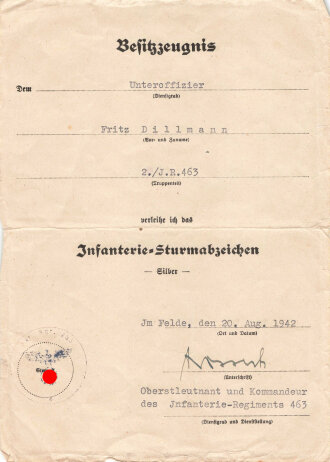 Besitzzeugnis
Dem Unteroffizier
(Dienstgrad)
Fritz Dillmann
(Vor- und Zuname)
2./J.R.463
(Truppenteil)
verleihe ich das
Infanterie-Sturmabzeichen
— Silber —
Jm Felde, den 20. Aug. 1942
(Ort und Datum)
(Unterschrift)
Oberstleutnant und Kommandeur
des Jnfanterie-Regiments 463
(Dienstgrad und Dienststellung)